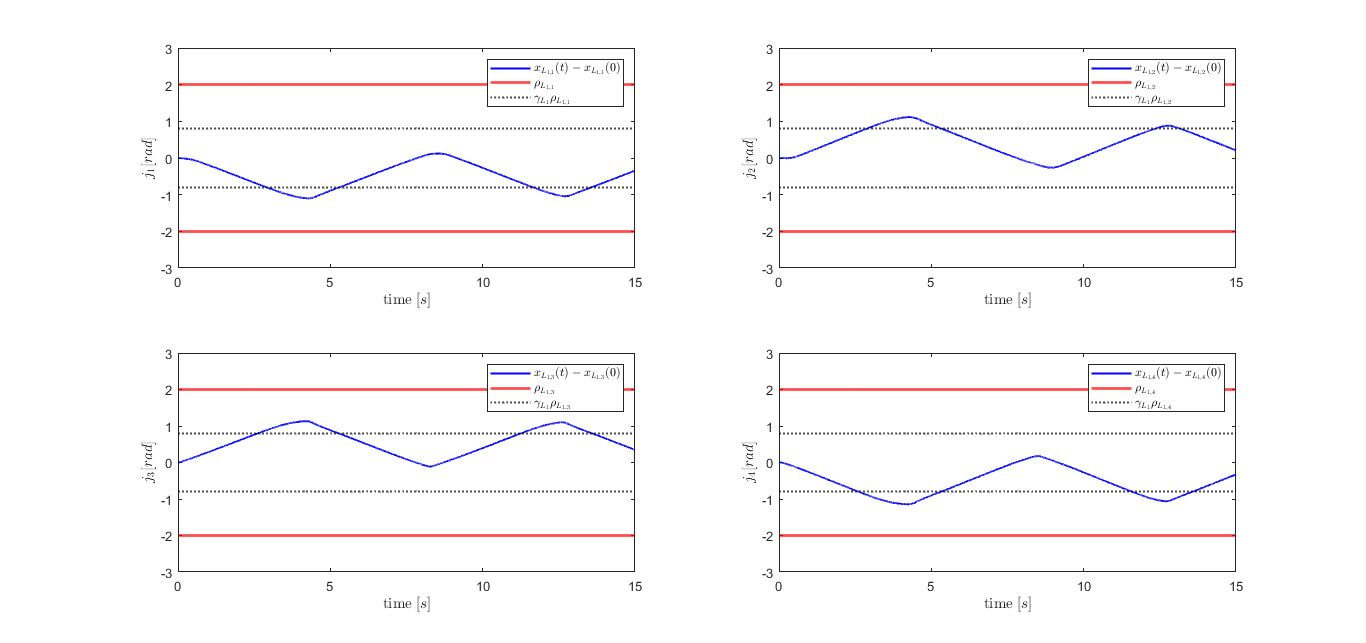 3
2
1
0
-1
-2
-3
j₁[rad]
x_{L_{1,1}}(t) − x_{L_{1,1}}(0)
ρ_{L_{1,1}}
γ_{L_1}ρ_{L_{1,1}}
0 5 10 15
time [s]
3
2
1
0
-1
-2
-3
j₂[rad]
x_{L_{1,2}}(t) − x_{L_{1,2}}(0)
ρ_{L_{1,2}}
γ_{L_1}ρ_{L_{1,2}}
0 5 10 15
time [s]
3
2
1
0
-1
-2
-3
j₃[rad]
x_{L_{1,3}}(t) − x_{L_{1,3}}(0)
ρ_{L_{1,3}}
γ_{L_1}ρ_{L_{1,3}}
0 5 10 15
time [s]
3
2
1
0
-1
-2
-3
j₄[rad]
x_{L_{1,4}}(t) − x_{L_{1,4}}(0)
ρ_{L_{1,4}}
γ_{L_1}ρ_{L_{1,4}}
0 5 10 15
time [s]